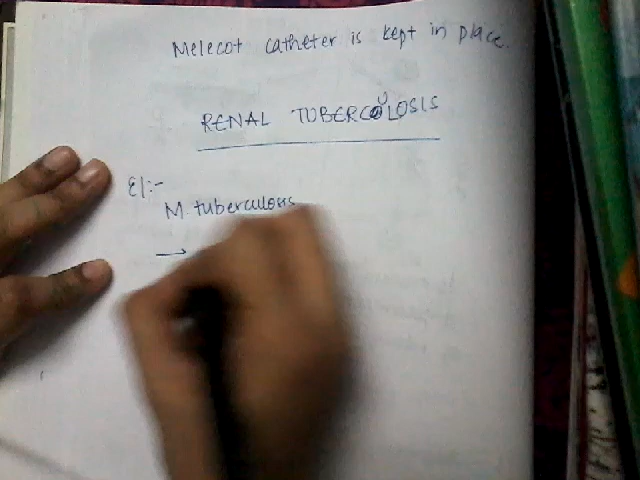 Melecot catheter is kept in place.
RENAL TUBERCULOSIS
E/:-
M tuberculous
→